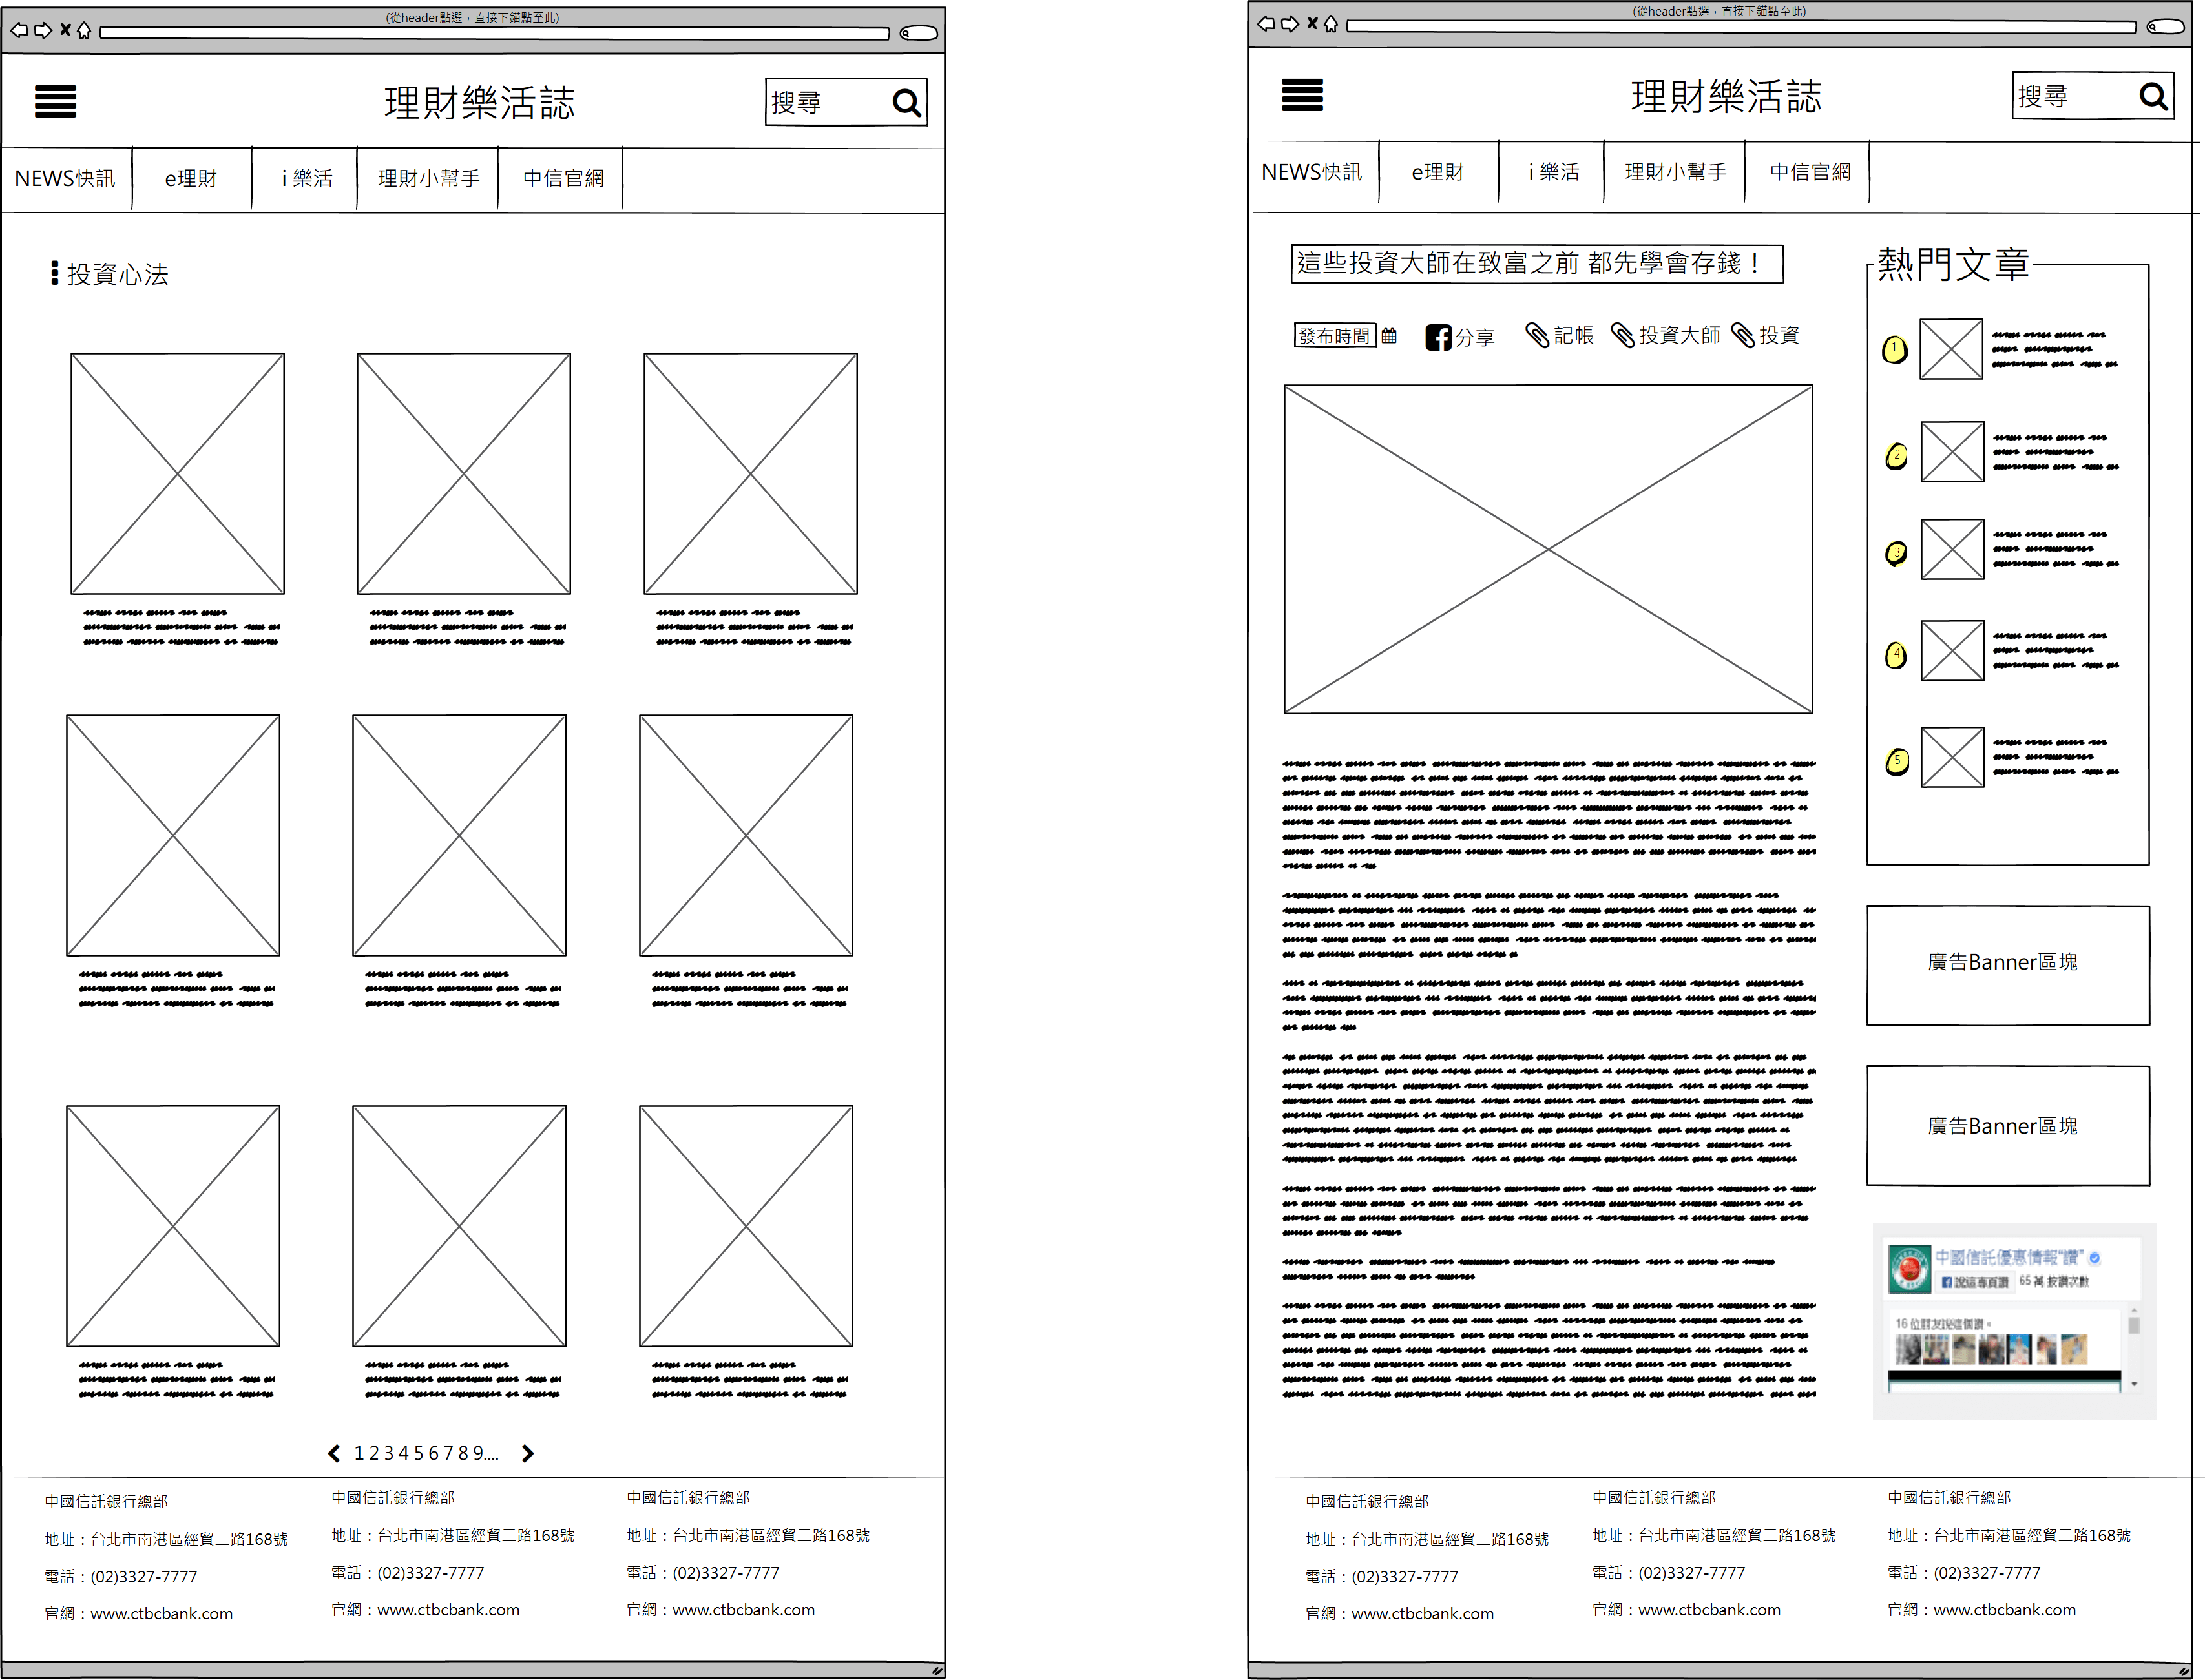 (從header點選，直接下錨點至此)
理財樂活誌
搜尋
NEWS快訊
e理財
i 樂活
理財小幫手
中信官網
投資心法
1 2 3 4 5 6 7 8 9....
中國信託銀行總部
地址：台北市南港區經貿二路168號
電話：(02)3327-7777
官網：www.ctbcbank.com
中國信託銀行總部
地址：台北市南港區經貿二路168號
電話：(02)3327-7777
官網：www.ctbcbank.com
中國信託銀行總部
地址：台北市南港區經貿二路168號
電話：(02)3327-7777
官網：www.ctbcbank.com
(從header點選，直接下錨點至此)
理財樂活誌
搜尋
NEWS快訊
e理財
i 樂活
理財小幫手
中信官網
這些投資大師在致富之前 都先學會存錢！
發布時間
分享
記帳
投資大師
投資
熱門文章
1
2
3
4
5
廣告Banner區塊
廣告Banner區塊
中國信託優惠情報“讚”
說這專頁讚
65 萬 按讚次數
16 位朋友說這個讚。
中國信託銀行總部
地址：台北市南港區經貿二路168號
電話：(02)3327-7777
官網：www.ctbcbank.com
中國信託銀行總部
地址：台北市南港區經貿二路168號
電話：(02)3327-7777
官網：www.ctbcbank.com
中國信託銀行總部
地址：台北市南港區經貿二路168號
電話：(02)3327-7777
官網：www.ctbcbank.com